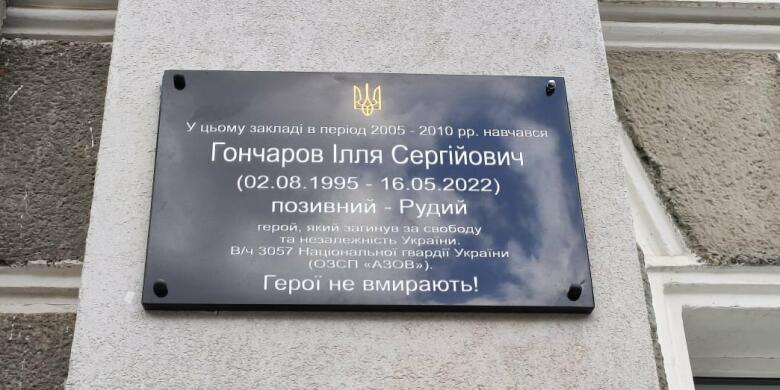 У цьому закладі в період 2005 - 2010 рр. навчався
Гончаров Ілля Сергійович
(02.08.1995 - 16.05.2022)
позивний - Рудий
герой, який загинув за свободу
та незалежність України.
В/ч 3057 Національної гвардії України
(ОЗСП «АЗОВ»).
Герої не вмирають!